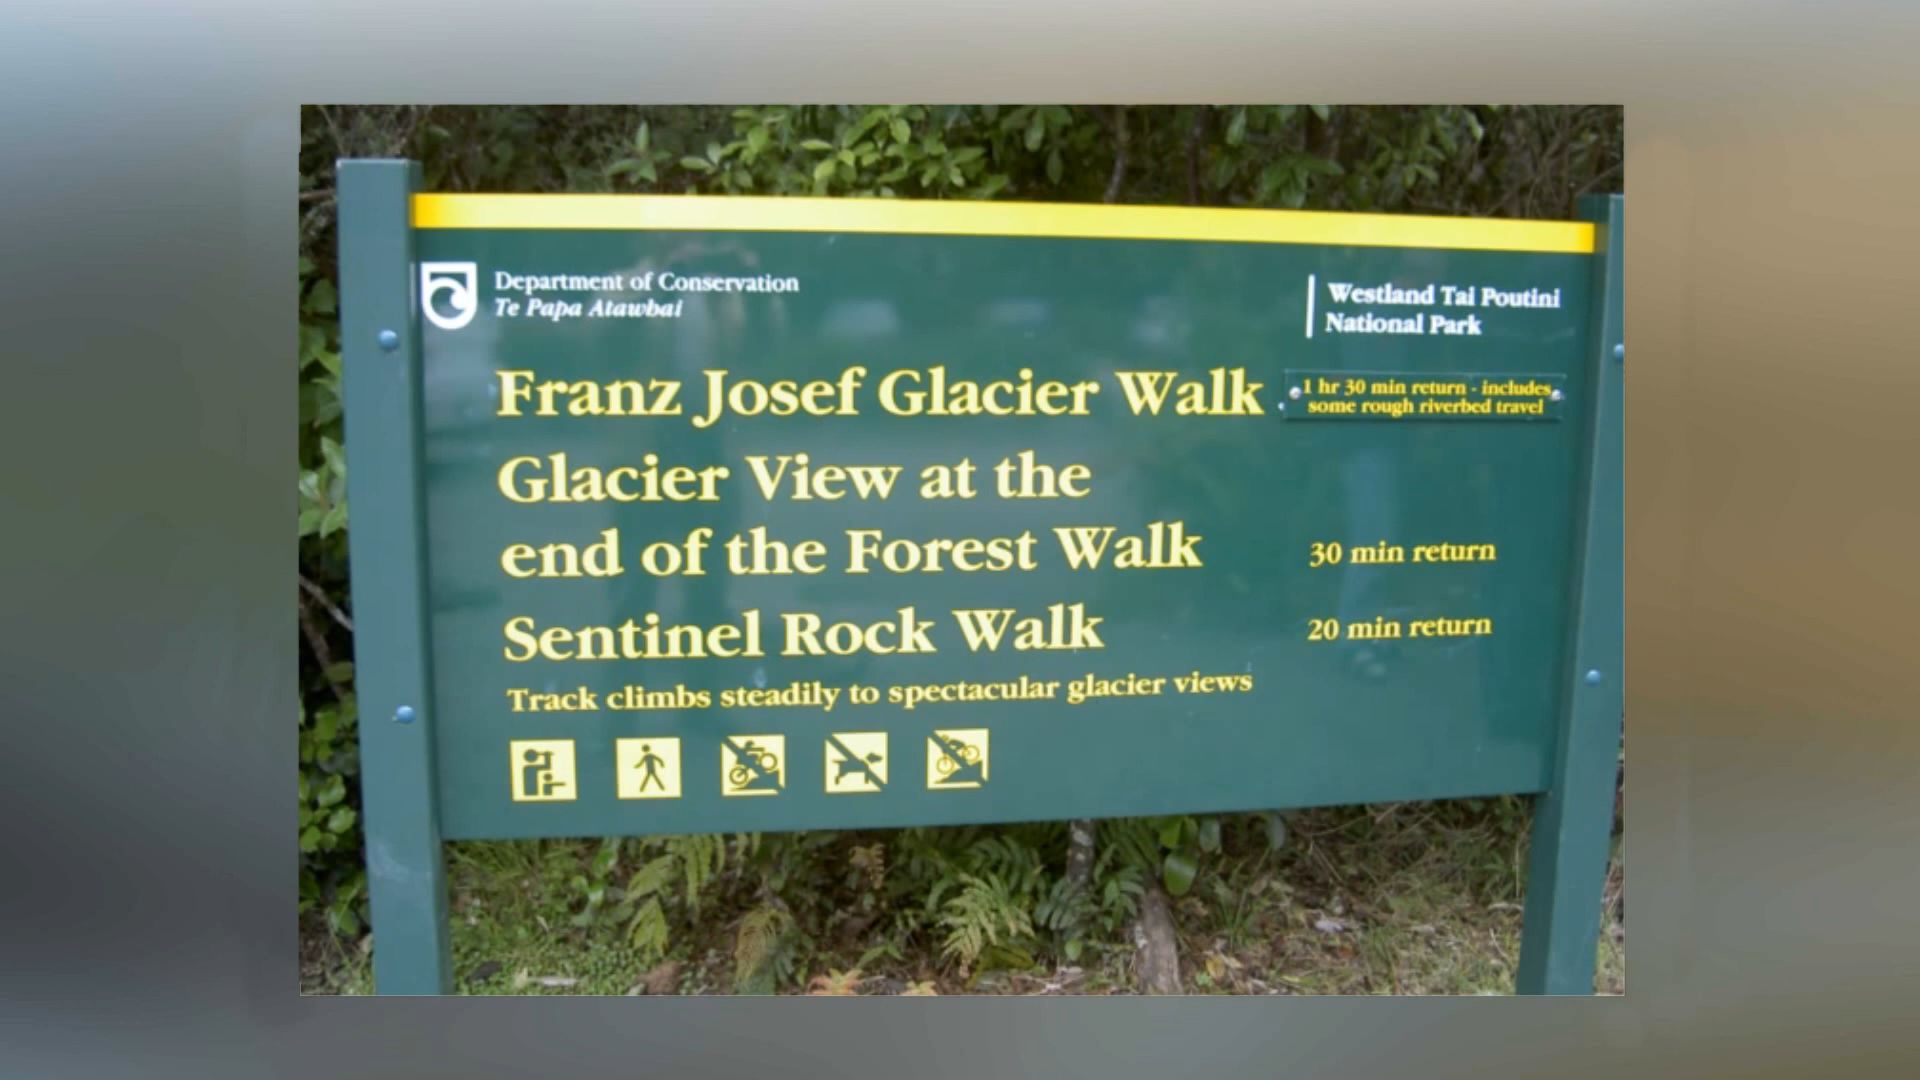 Department of Conservation
Te Papa Atawhai
Westland Tai Poutini
National Park
Franz Josef Glacier Walk
1 hr 30 min return - includes
some rough riverbed travel
Glacier View at the
end of the Forest Walk
30 min return
Sentinel Rock Walk
20 min return
Track climbs steadily to spectacular glacier views